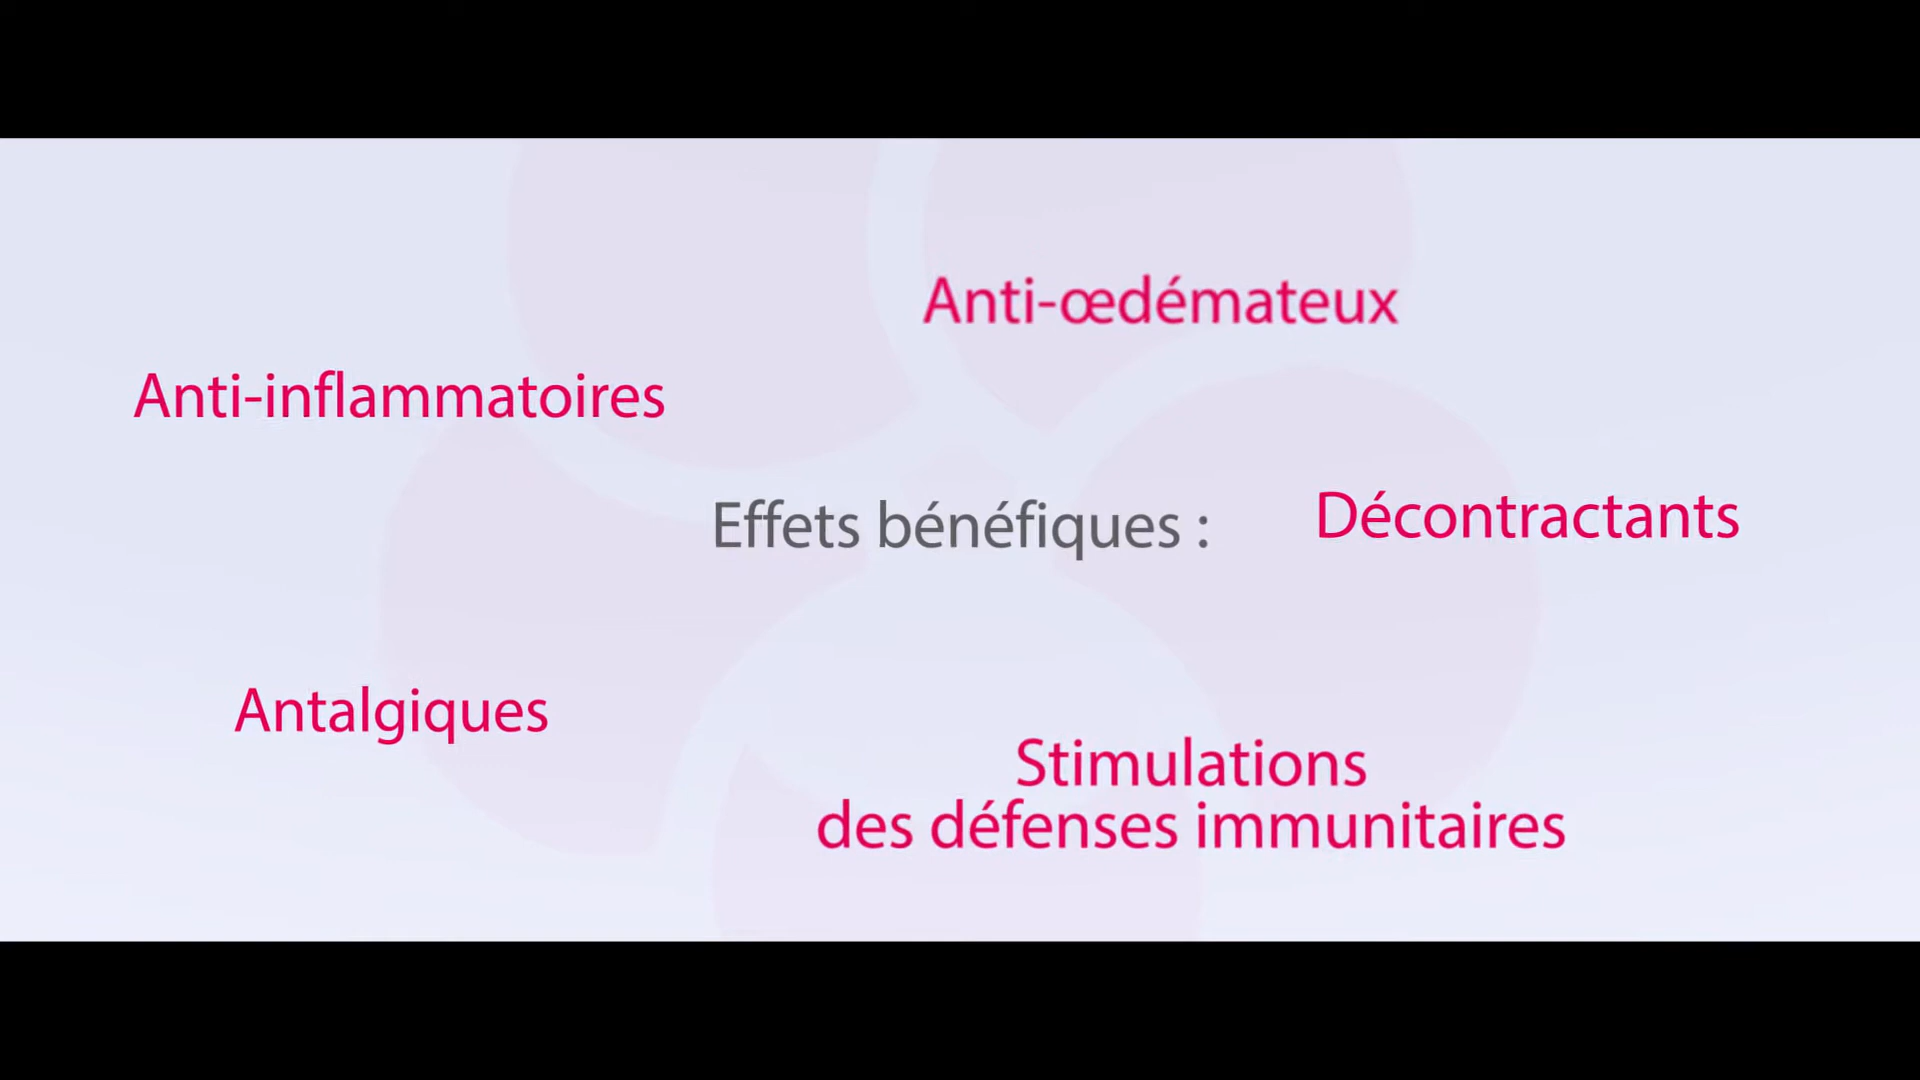 Anti-œdémateux
Anti-inflammatoires
Effets bénéfiques :
Décontractants
Antalgiques
Stimulations
des défenses immunitaires